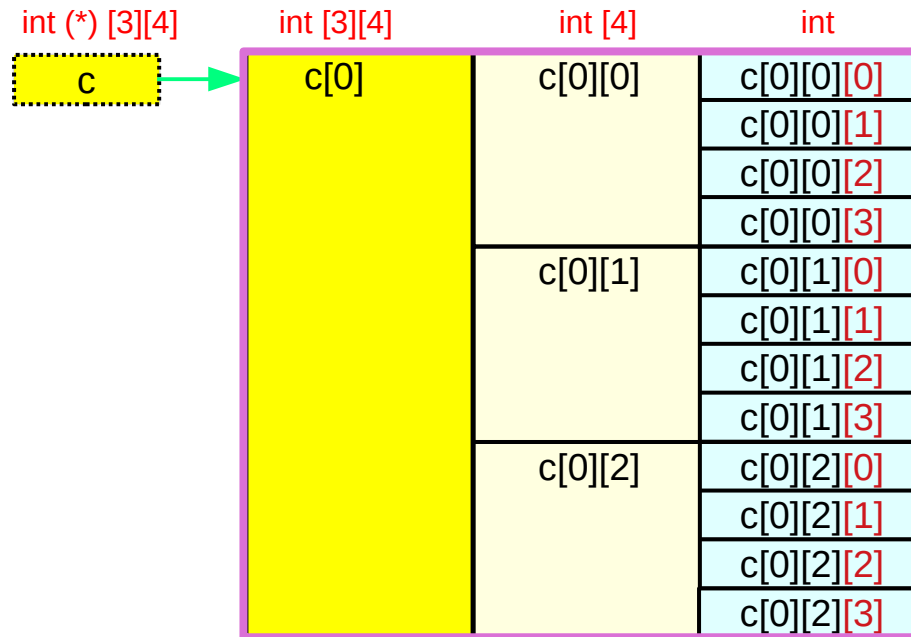 int (*) [3][4] int [3][4] int [4] int
c c[0] c[0][0] c[0][0][0]
c[0][0][1]
c[0][0][2]
c[0][0][3]
c[0][1] c[0][1][0]
c[0][1][1]
c[0][1][2]
c[0][1][3]
c[0][2] c[0][2][0]
c[0][2][1]
c[0][2][2]
c[0][2][3]